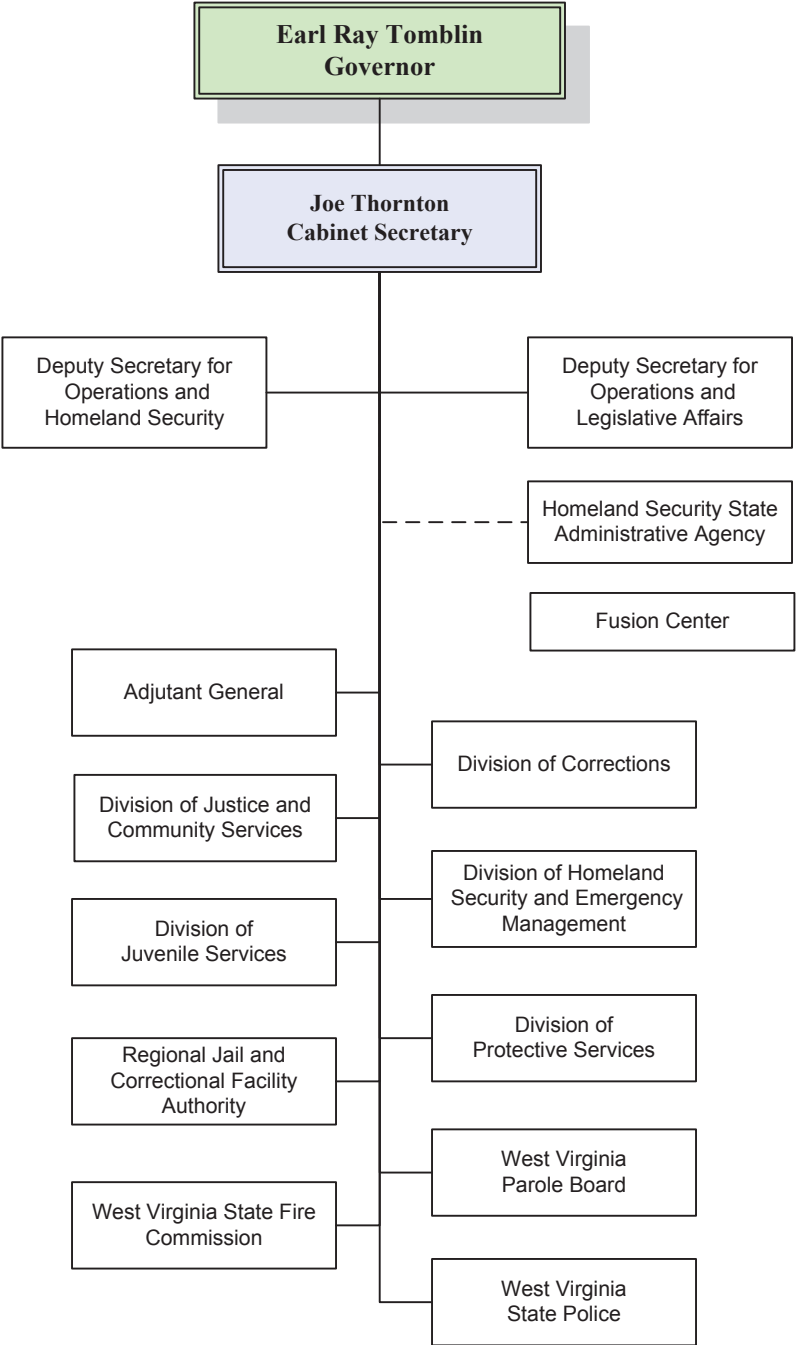 Earl Ray Tomblin
Governor
Joe Thornton
Cabinet Secretary
Deputy Secretary for
Operations and
Homeland Security
Deputy Secretary for
Operations and
Legislative Affairs
Homeland Security State
Administrative Agency
Fusion Center
Adjutant General
Division of Corrections
Division of Justice and
Community Services
Division of Homeland
Security and Emergency
Management
Division of
Juvenile Services
Division of
Protective Services
Regional Jail and
Correctional Facility
Authority
West Virginia
Parole Board
West Virginia State Fire
Commission
West Virginia
State Police